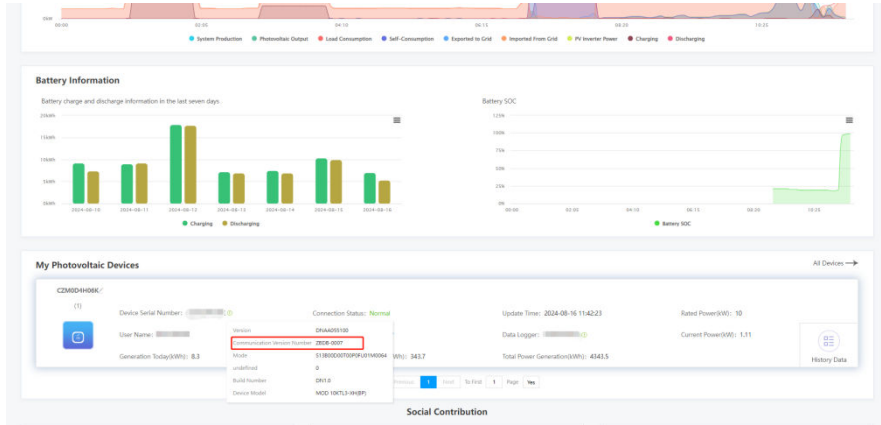 0kW
00:00 02:05 04:10 06:15 08:20 10:25
System Production Photovoltaic Output Load Consumption Self-Consumption Exported to Grid Imported From Grid PV Inverter Power Charging Discharging
Battery Information
Battery charge and discharge information in the last seven days.
Battery SOC
20kWh
15kWh
10kWh
5kWh
0kWh
2024-08-10 2024-08-11 2024-08-12 2024-08-13 2024-08-14 2024-08-15 2024-08-16
Charging Discharging
125%
100%
75%
50%
25%
0%
00:00 02:05 04:10 06:15 08:20 10:25
Battery SOC
My Photovoltaic Devices
All Devices
CZM0D4H06K
(1)
Device Serial Number: Connection Status: Normal Update Time: 2024-08-16 11:42:23 Rated Power(kW): 10
User Name: Data Logger: Current Power(kW): 1.11
Generation Today(kWh): 8.3 Wh): 343.7 Total Power Generation(kWh): 4343.5
History Data
Version DNAA055100
Communication Version Number ZBDB-0007
Mode S13B00D00T00P0FU01M0064
undefined 0
Build Number DN1.0
Device Model MOD 10KTL3-XH(BP)
Previous 1 Next To First 1 Page Yes
Social Contribution